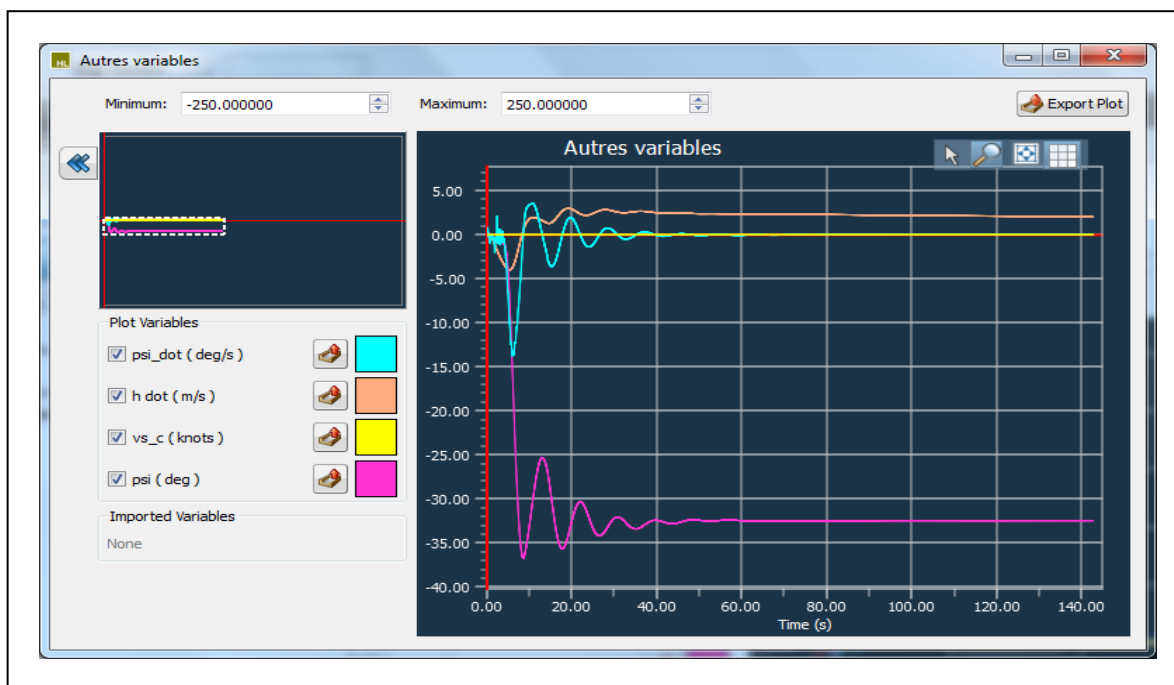 HL Autres variables
Minimum: -250.000000 Maximum: 250.000000 Export Plot
Autres variables
5.00
0.00
-5.00
-10.00
-15.00
-20.00
-25.00
-30.00
-35.00
-40.00
0.00 20.00 40.00 60.00 80.00 100.00 120.00 140.00
Time (s)
Plot Variables
psi_dot ( deg/s )
h dot ( m/s )
vs_c ( knots )
psi ( deg )
Imported Variables
None